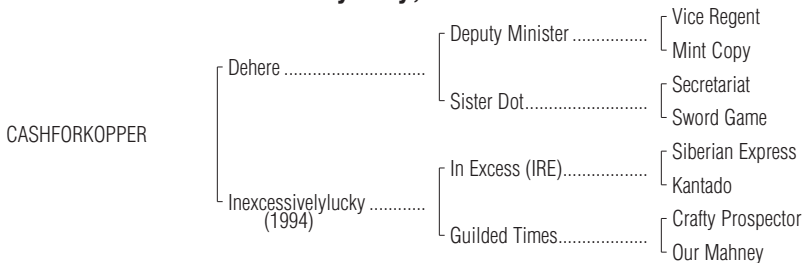 Vice Regent
Deputy Minister ................
Mint Copy
Dehere .............................
Secretariat
Sister Dot.........................
Sword Game
CASHFORKOPPER
Siberian Express
In Excess (IRE).................
Kantado
Inexcessivelylucky ...........
(1994)
Crafty Prospector
Guilded Times..................
Our Mahney